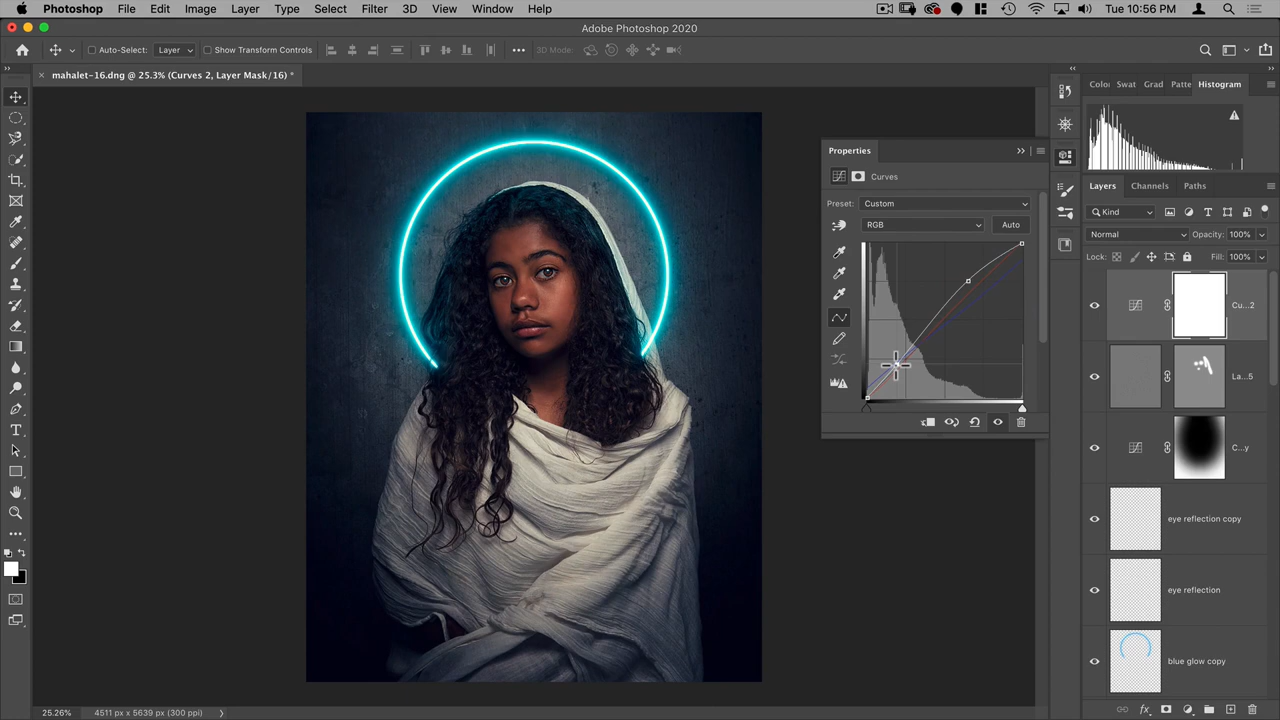 Photoshop File Edit Image Layer Type Select Filter 3D View Window Help Tue 10:56 PM
Adobe Photoshop 2020
Auto-Select: Layer Show Transform Controls 3D Mode:
mahalet-16.dng @ 25.3% (Curves 2, Layer Mask/16) *
Color Swat Grad Patte Histogram
Properties
Curves
Preset: Custom
RGB Auto
Layers Channels Paths
Kind
Normal Opacity: 100%
Lock: Fill: 100%
Cu...2
La...5
C...y
eye reflection copy
eye reflection
blue glow copy
25.26% 4511 px x 5639 px (300 ppi)